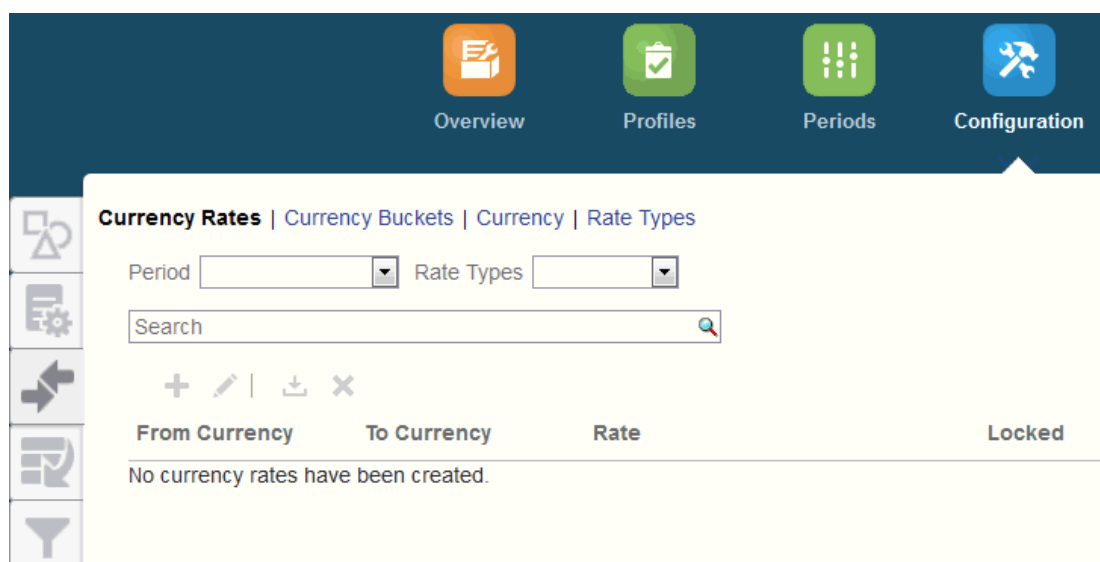 Overview Profiles Periods Configuration
Currency Rates | Currency Buckets | Currency | Rate Types
Period Rate Types
Search
From Currency To Currency Rate Locked
No currency rates have been created.